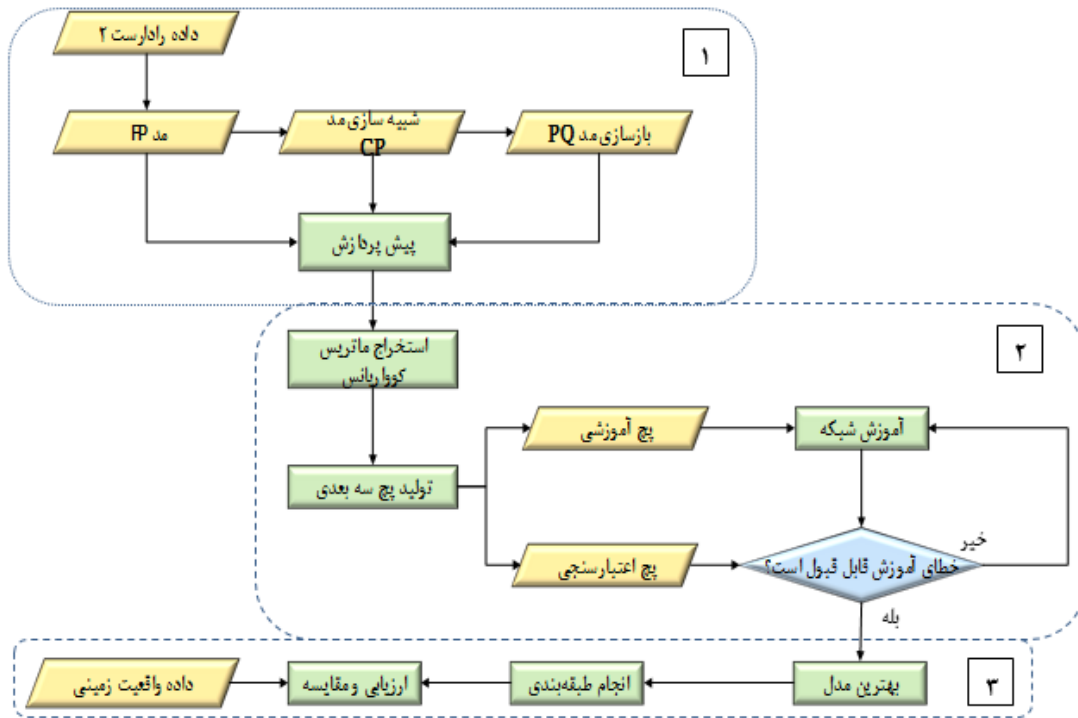 داده رادارست ۲
۱
مد FP
شبیه سازی مد
CP
بازسازی مد PQ
پیش پردازش
۲
استخراج ماتریس
کوواریانس
پچ آموزشی
آموزش شبکه
تولید پچ سه بعدی
خیر
پچ اعتبارسنجی
خطای آموزش قابل قبول است؟
بله
۳
داده واقعیت زمینی
ارزیابی و مقایسه
انجام طبقه‌بندی
بهترین مدل